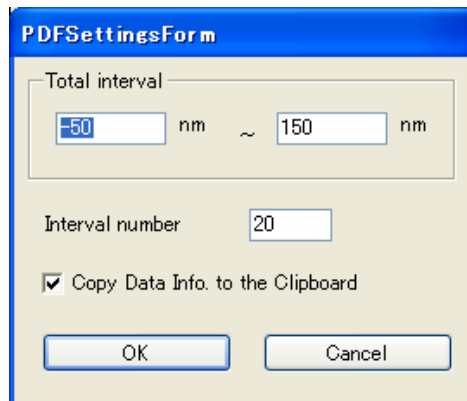 PDFSettingsForm
Total interval
-50 nm ~ 150 nm
Interval number 20
Copy Data Info. to the Clipboard
OK Cancel